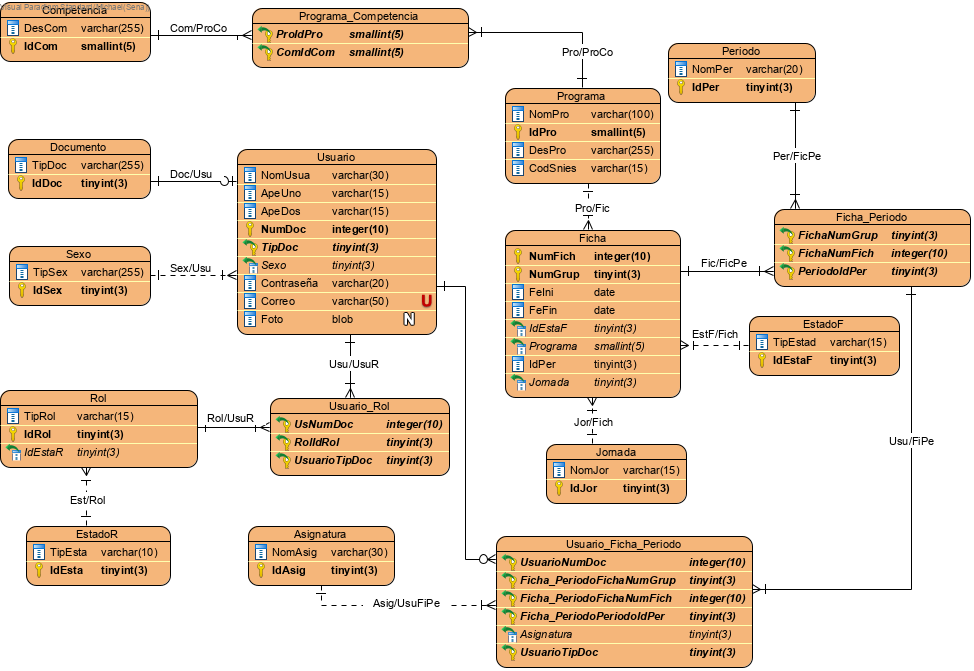 Visual Paradigm Standard(Michael(Sena))
Competencia
DesCom varchar(255)
IdCom smallint(5)
Com/ProCo
Programa_Competencia
ProIdPro smallint(5)
ComIdCom smallint(5)
Pro/ProCo
Periodo
NomPer varchar(20)
IdPer tinyint(3)
Programa
NomPro varchar(100)
IdPro smallint(5)
DesPro varchar(255)
CodSnies varchar(15)
Per/FicPe
Documento
TipDoc varchar(255)
IdDoc tinyint(3)
Doc/Usu
Usuario
NomUsua varchar(30)
ApeUno varchar(15)
ApeDos varchar(15)
NumDoc integer(10)
TipDoc tinyint(3)
Sexo tinyint(3)
Contraseña varchar(20)
Correo varchar(50) U
Foto blob N
Pro/Fic
Ficha_Periodo
FichaNumGrup tinyint(3)
FichaNumFich integer(10)
PeriodoIdPer tinyint(3)
Sexo
TipSex varchar(255)
IdSex tinyint(3)
Sex/Usu
Ficha
NumFich integer(10)
NumGrup tinyint(3)
FeIni date
FeFin date
IdEstaF tinyint(3)
Programa smallint(5)
IdPer tinyint(3)
Jornada tinyint(3)
Fic/FicPe
EstF/Fich
EstadoF
TipEstad varchar(15)
IdEstaF tinyint(3)
Usu/UsuR
Rol
TipRol varchar(15)
IdRol tinyint(3)
IdEstaR tinyint(3)
Rol/UsuR
Usuario_Rol
UsNumDoc integer(10)
RolIdRol tinyint(3)
UsuarioTipDoc tinyint(3)
Jor/Fich
Jornada
NomJor varchar(15)
IdJor tinyint(3)
Usu/FiPe
Est/Rol
EstadoR
TipEsta varchar(10)
IdEsta tinyint(3)
Asignatura
NomAsig varchar(30)
IdAsig tinyint(3)
Asig/UsuFiPe
Usuario_Ficha_Periodo
UsuarioNumDoc integer(10)
Ficha_PeriodoFichaNumGrup tinyint(3)
Ficha_PeriodoFichaNumFich integer(10)
Ficha_PeriodoPeriodoIdPer tinyint(3)
Asignatura tinyint(3)
UsuarioTipDoc tinyint(3)